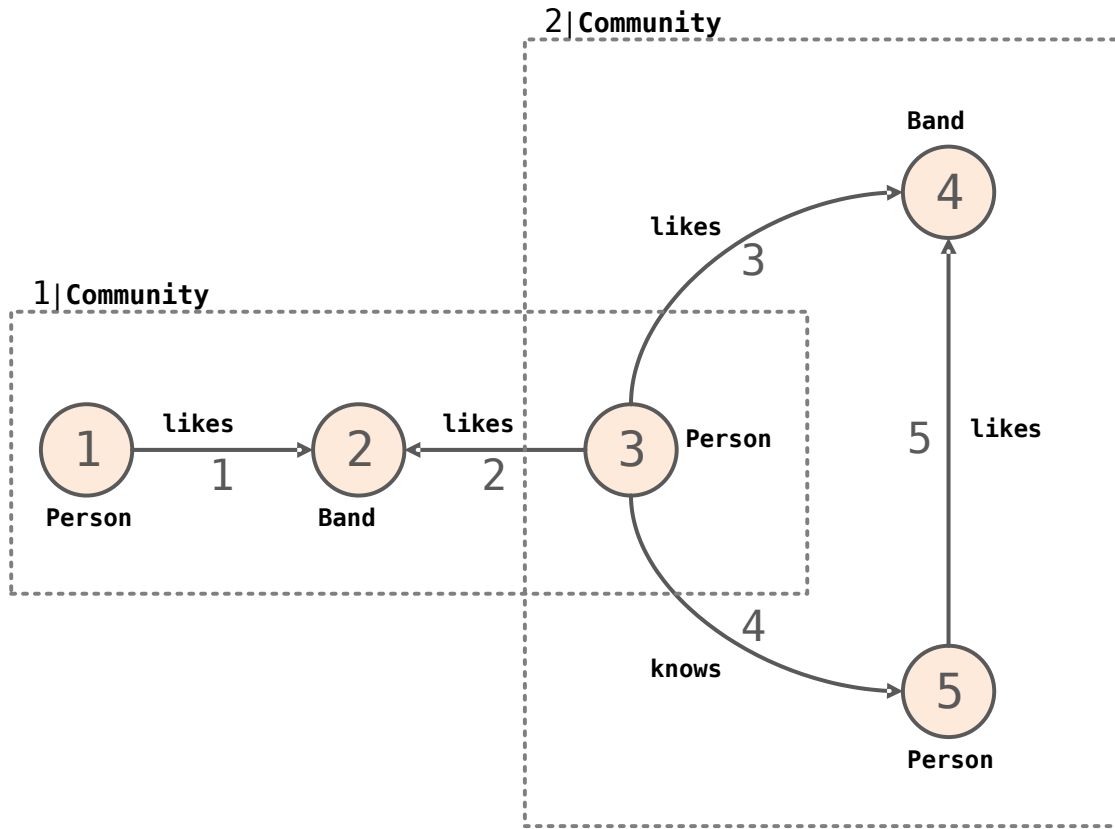 2|Community
Band
4
likes
3
1|Community
likes
likes
1
2
3
Person
5
likes
1
2
Person
Band
4
knows
5
Person